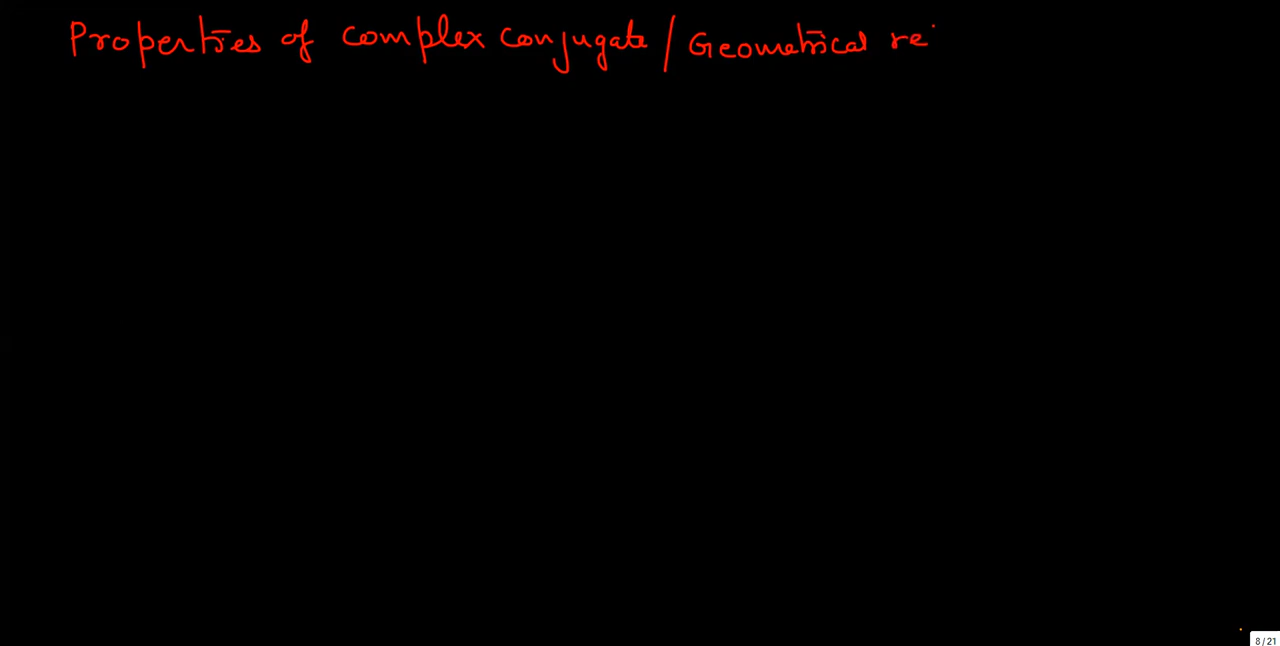 Properties of complex conjugate / Geometrical re
8 / 21